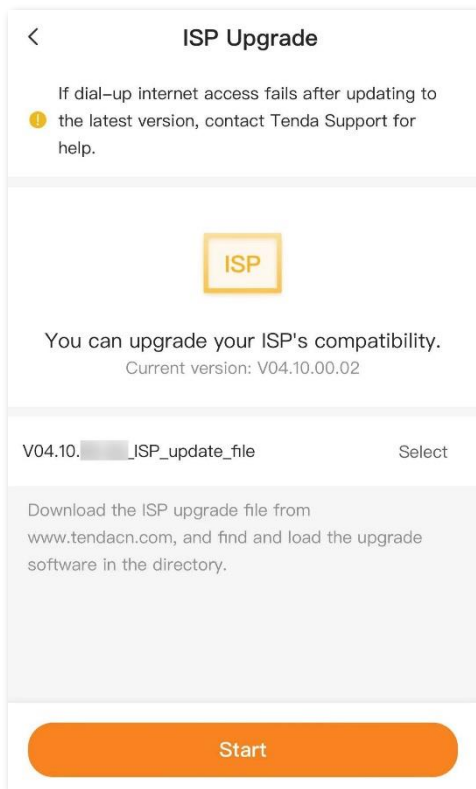 ISP Upgrade
If dial-up internet access fails after updating to
the latest version, contact Tenda Support for
help.
ISP
You can upgrade your ISP's compatibility.
Current version: V04.10.00.02
V04.10. _ISP_update_file Select
Download the ISP upgrade file from
www.tendacn.com, and find and load the upgrade
software in the directory.
Start